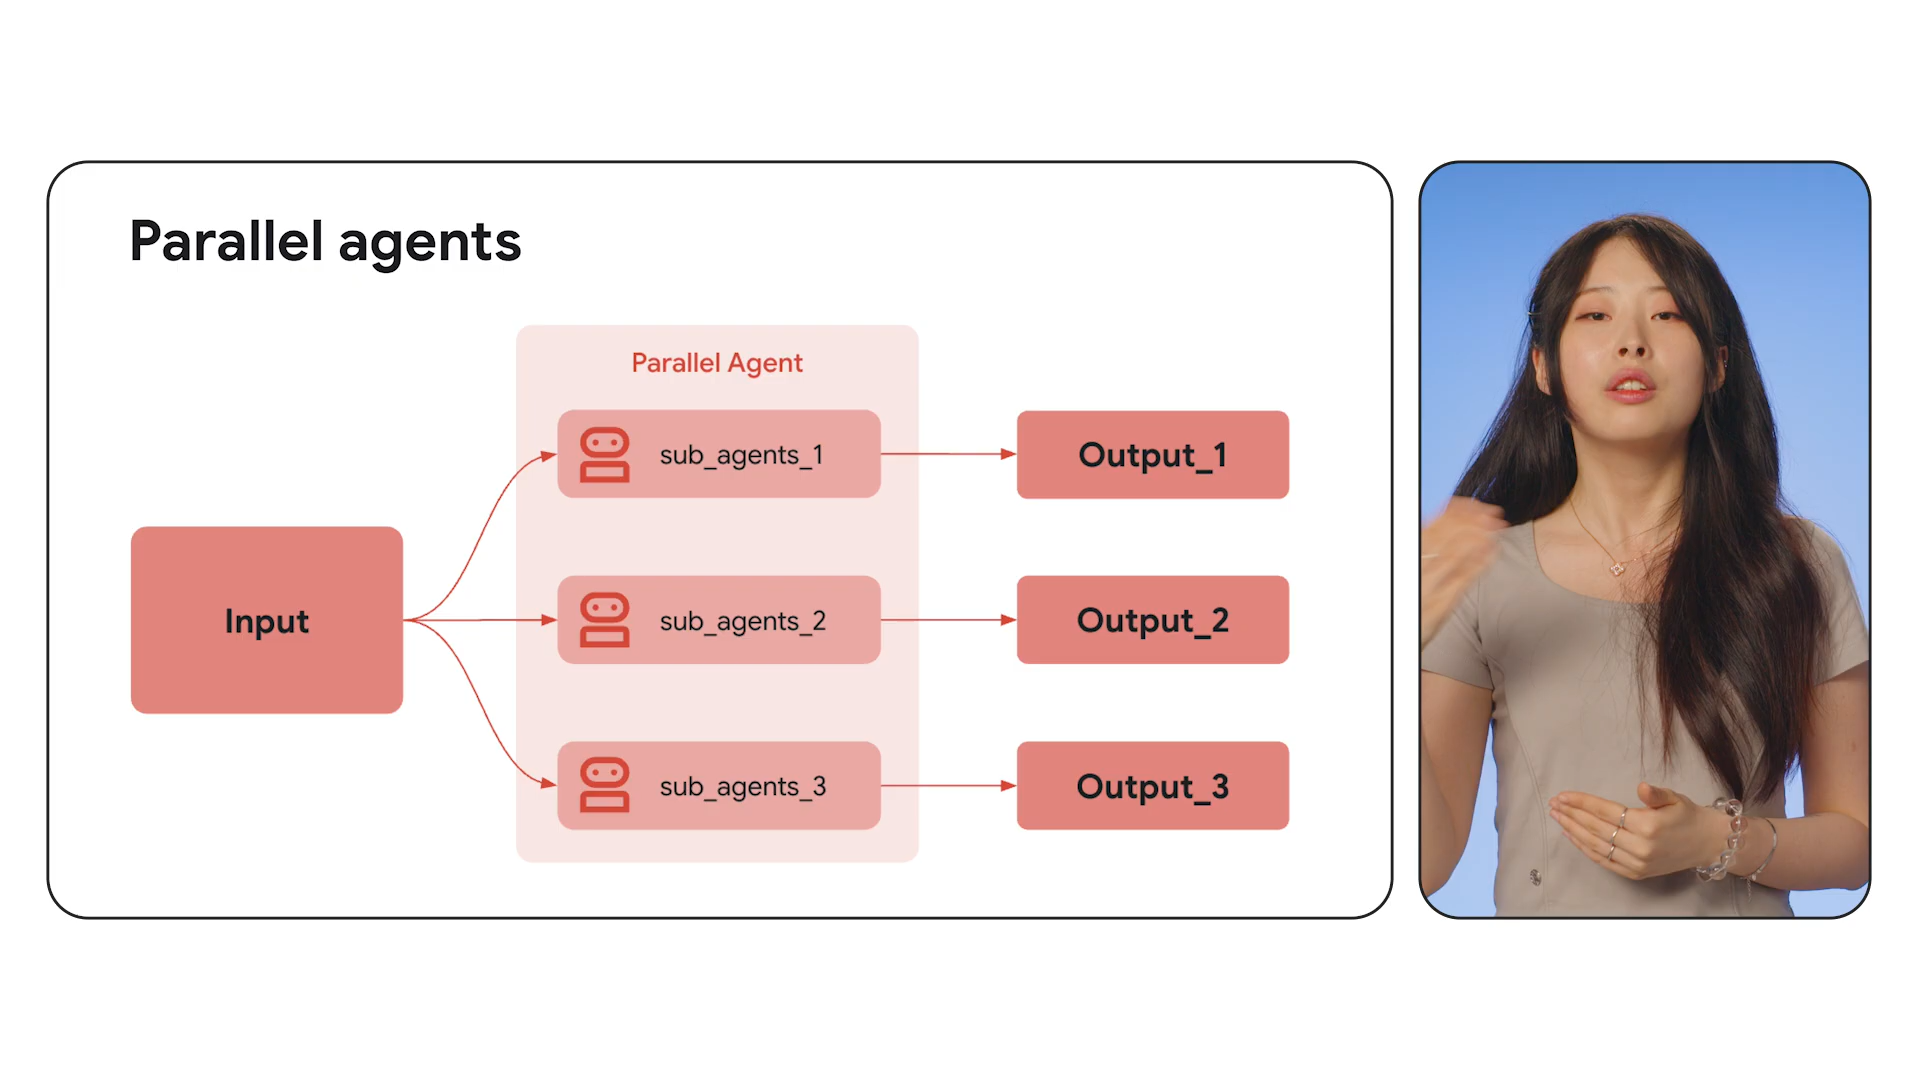 Parallel agents
Parallel Agent
Input
sub_agents_1
Output_1
sub_agents_2
Output_2
sub_agents_3
Output_3